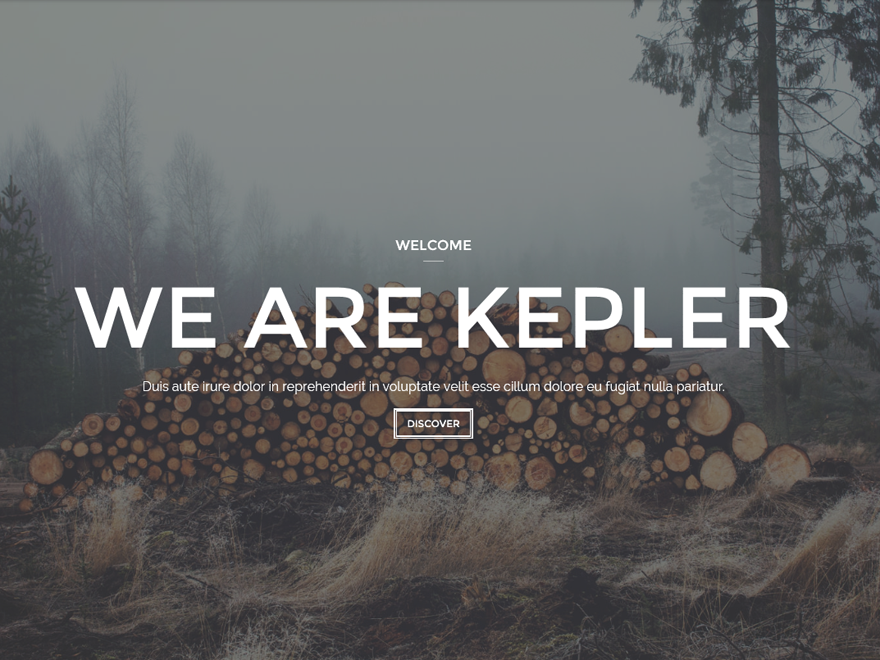 WELCOME
WE ARE KEPLER
Duis aute irure dolor in reprehenderit in voluptate velit esse cillum dolore eu fugiat nulla pariatur.
DISCOVER